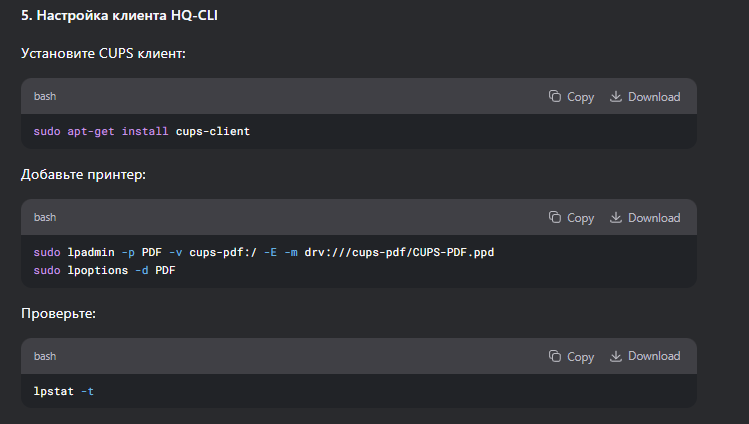 5. Настройка клиента HQ-CLI
Установите CUPS клиент:
bash Copy Download
sudo apt-get install cups-client
Добавьте принтер:
bash Copy Download
sudo lpadmin -p PDF -v cups-pdf:/ -E -m drv:///cups-pdf/CUPS-PDF.ppd
sudo lpoptions -d PDF
Проверьте:
bash Copy Download
lpstat -t